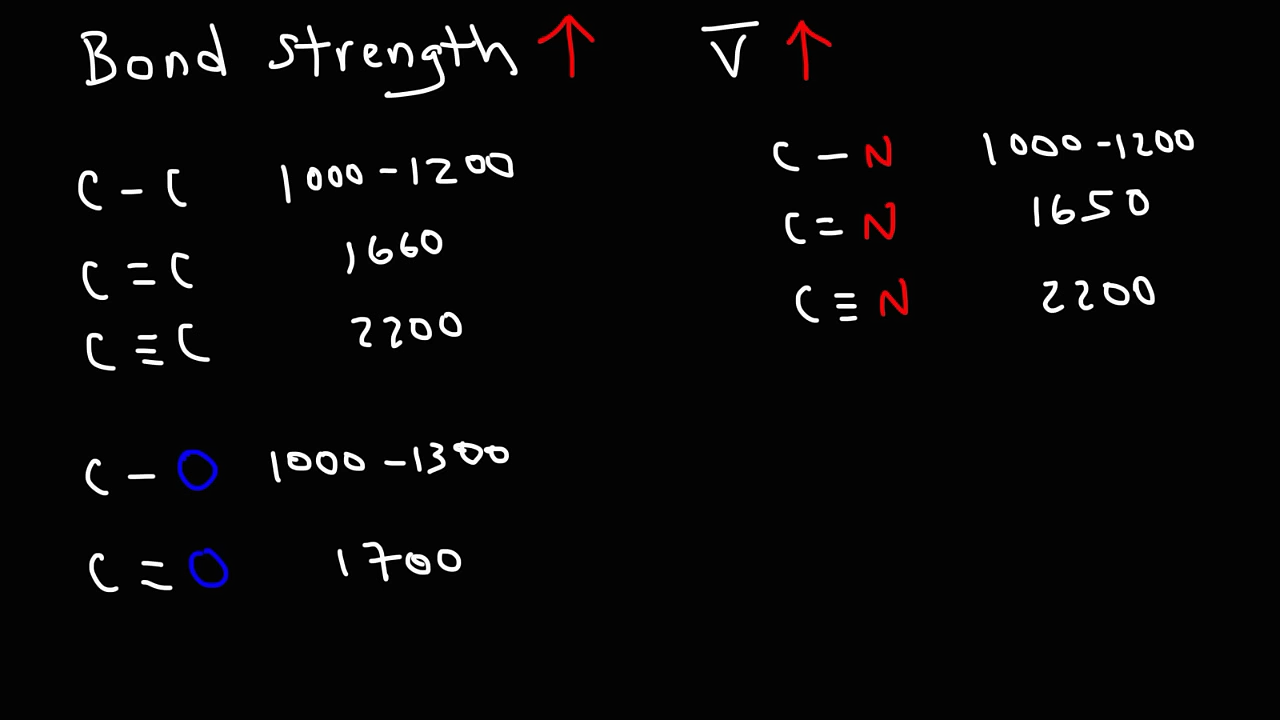 Bond strength ↑ V̅ ↑
C - C 1000 - 1200
C = C 1660
C ≡ C 2200
C - N 1000 - 1200
C = N 1650
C ≡ N 2200
C - O 1000 - 1300
C = O 1700